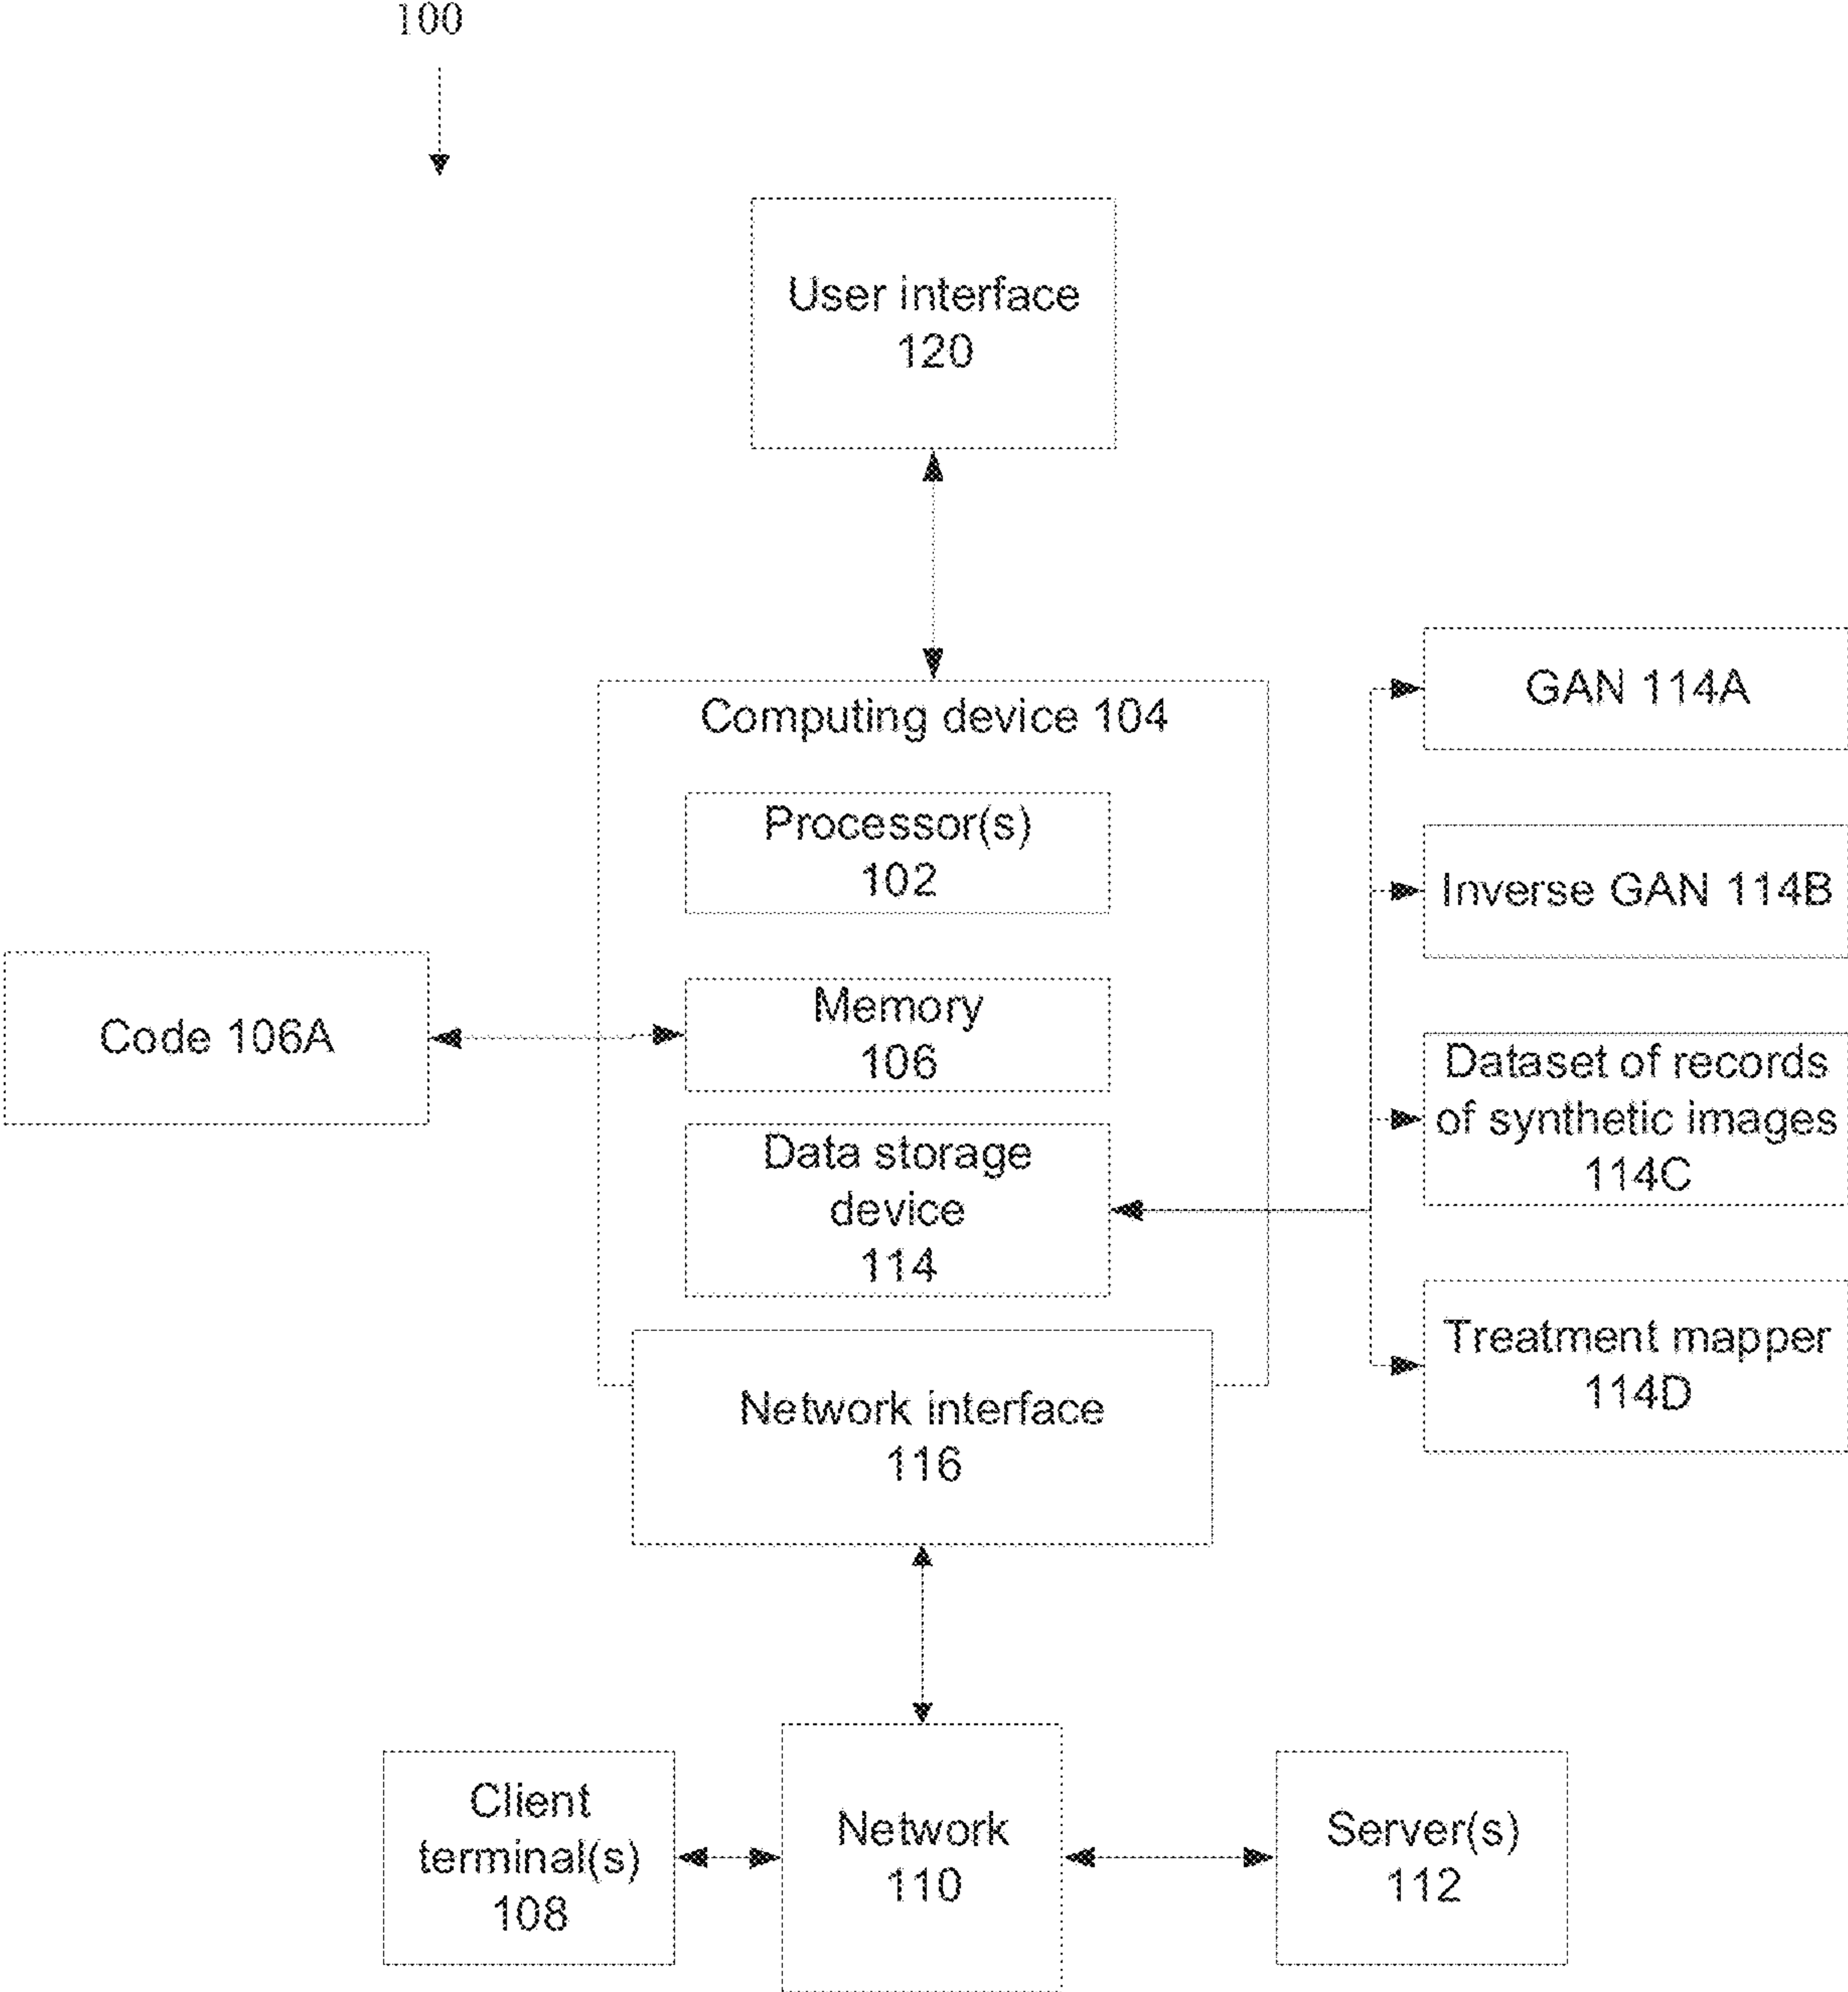 100
User interface
120
Computing device 104
Processor(s)
102
Memory
106
Data storage
device
114
Network interface
116
Code 106A
GAN 114A
Inverse GAN 114B
Dataset of records
of synthetic images
114C
Treatment mapper
114D
Client
terminal(s)
108
Network
110
Server(s)
112